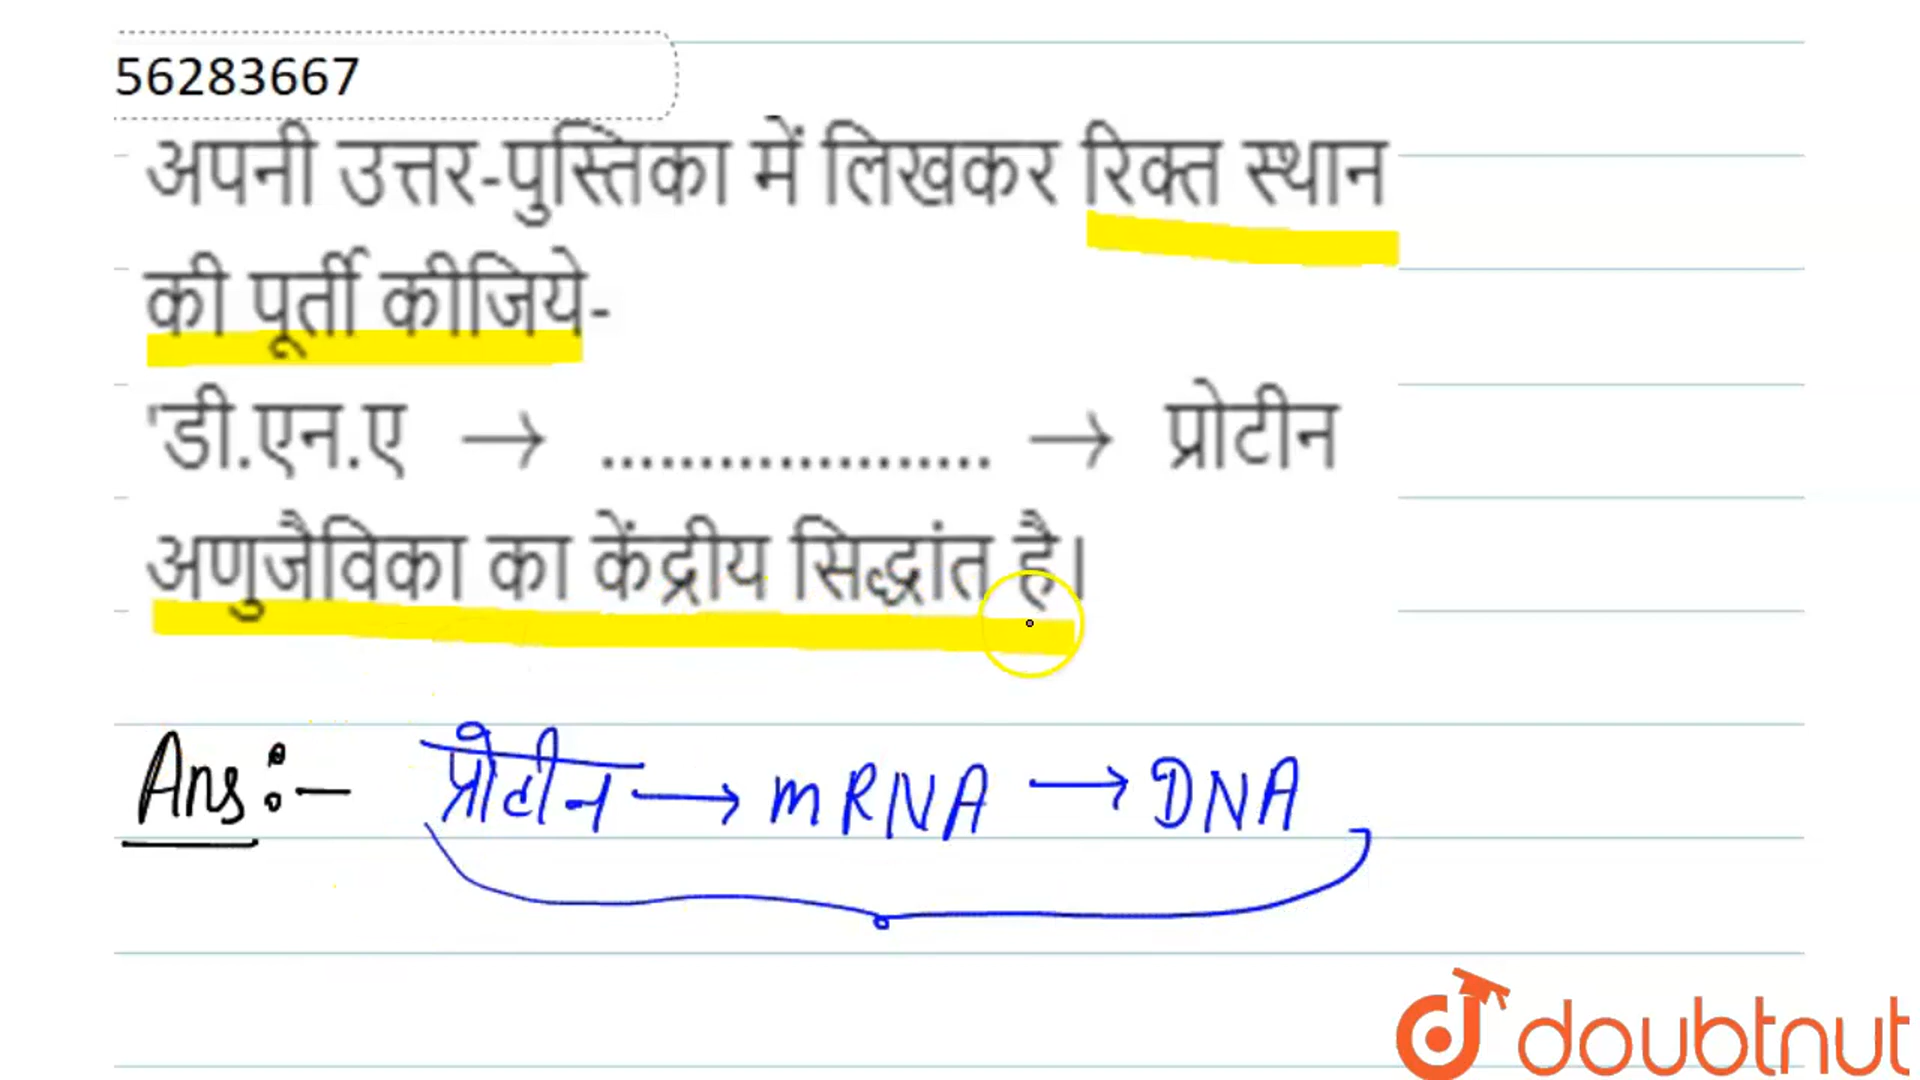 56283667
अपनी उत्तर-पुस्तिका में लिखकर रिक्त स्थान
की पूर्ती कीजिये-
'डी.एन.ए → .................... → प्रोटीन
अणुजैविका का केंद्रीय सिद्धांत है।
Ans:- प्रोटीन → mRNA → DNA
doubtnut